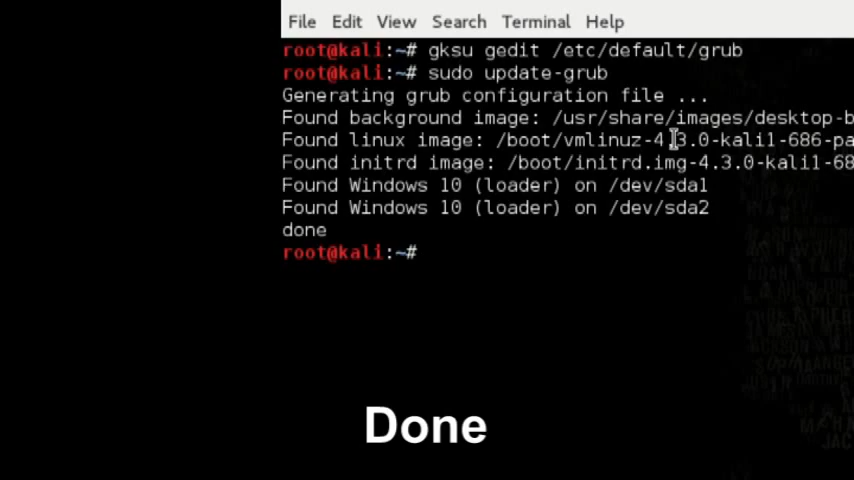 File Edit View Search Terminal Help
root@kali:~# gksu gedit /etc/default/grub
root@kali:~# sudo update-grub
Generating grub configuration file ...
Found background image: /usr/share/images/desktop-b
Found linux image: /boot/vmlinuz-4.3.0-kali1-686-pa
Found initrd image: /boot/initrd.img-4.3.0-kali1-68
Found Windows 10 (loader) on /dev/sda1
Found Windows 10 (loader) on /dev/sda2
done
root@kali:~#
Done